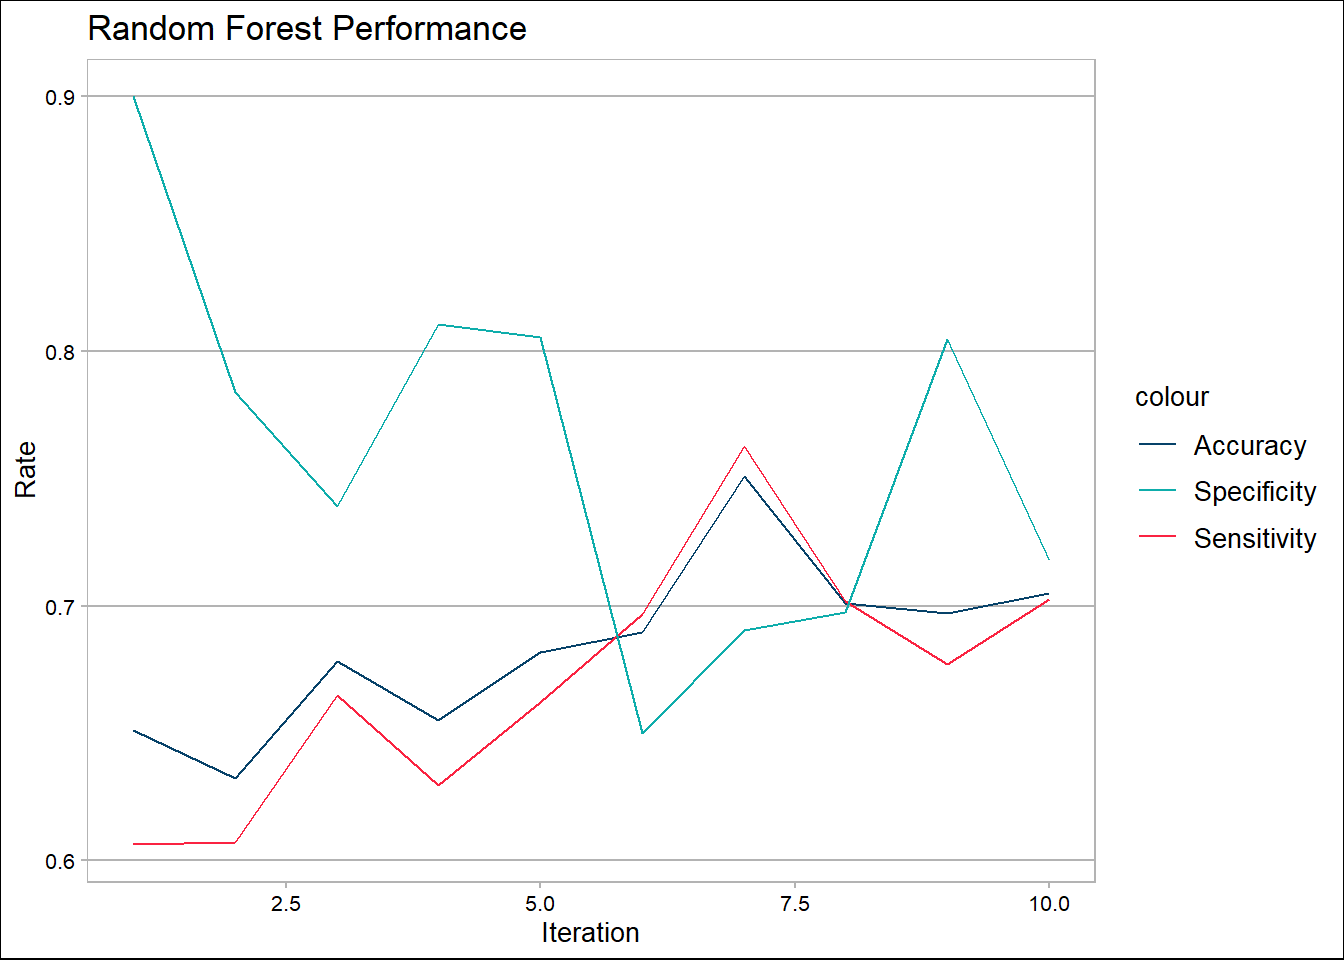 Random Forest Performance
0.9
0.8
0.7
0.6
Rate
2.5 5.0 7.5 10.0
Iteration
colour
Accuracy
Specificity
Sensitivity